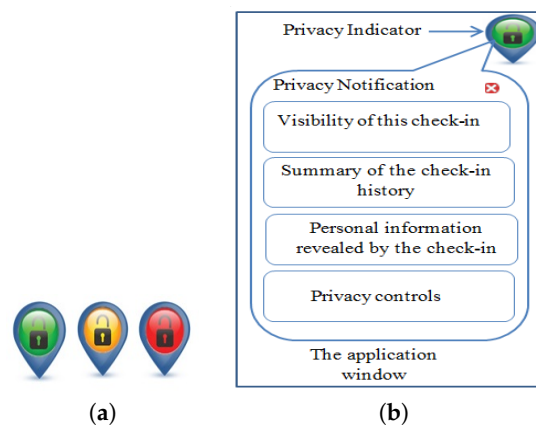 Privacy Indicator
Privacy Notification
Visibility of this check-in
Summary of the check-in
history
Personal information
revealed by the check-in
Privacy controls
The application
window
(a)
(b)